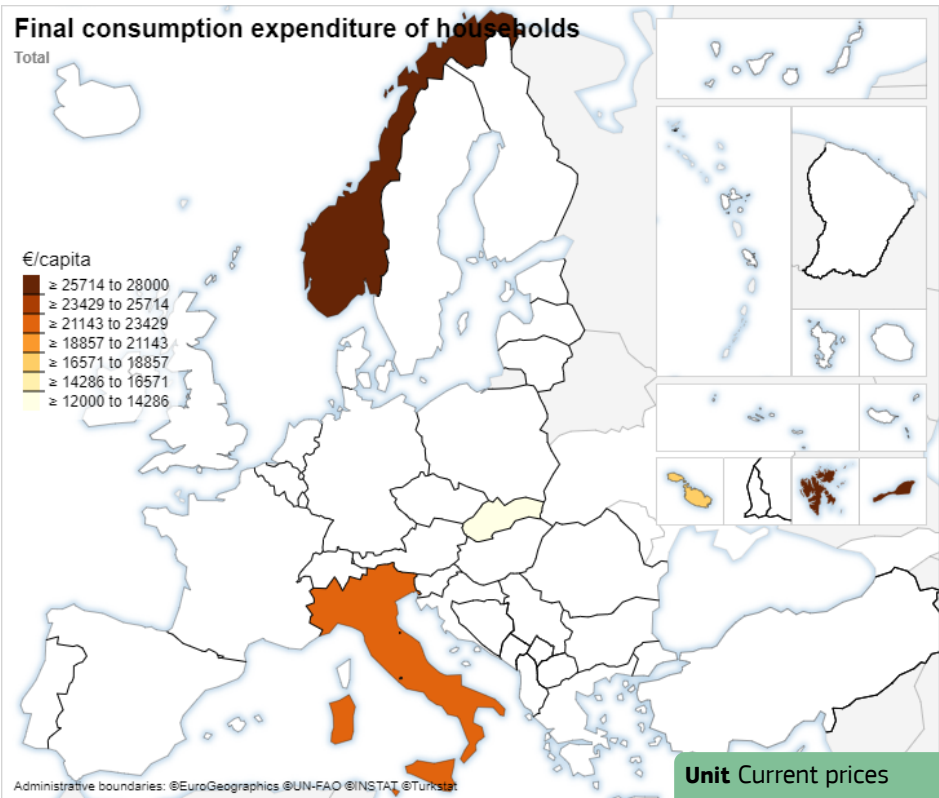 Final consumption expenditure of households
Total
€/capita
≥ 25714 to 28000
≥ 23429 to 25714
≥ 21143 to 23429
≥ 18857 to 21143
≥ 16571 to 18857
≥ 14286 to 16571
≥ 12000 to 14286
Administrative boundaries: ©EuroGeographics ©UN-FAO ©INSTAT ©Turkstat
Unit Current prices